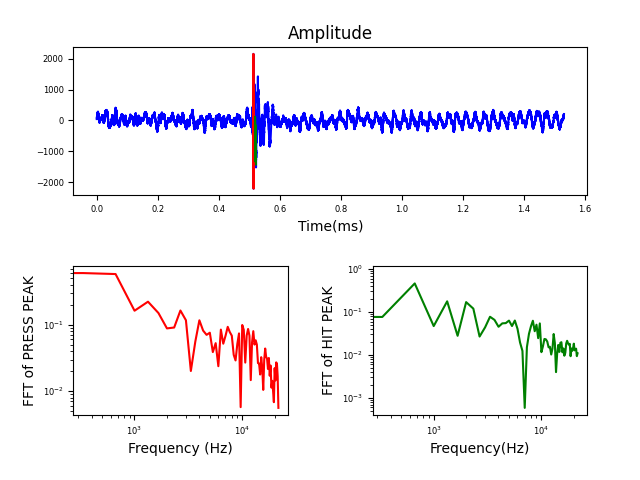 Amplitude
2000
1000
0
−1000
−2000
0.0 0.2 0.4 0.6 0.8 1.0 1.2 1.4 1.6
Time(ms)
FFT of PRESS PEAK
10⁻¹
10⁻²
10³ 10⁴
Frequency (Hz)
FFT of HIT PEAK
10⁰
10⁻¹
10⁻²
10⁻³
10³ 10⁴
Frequency(Hz)